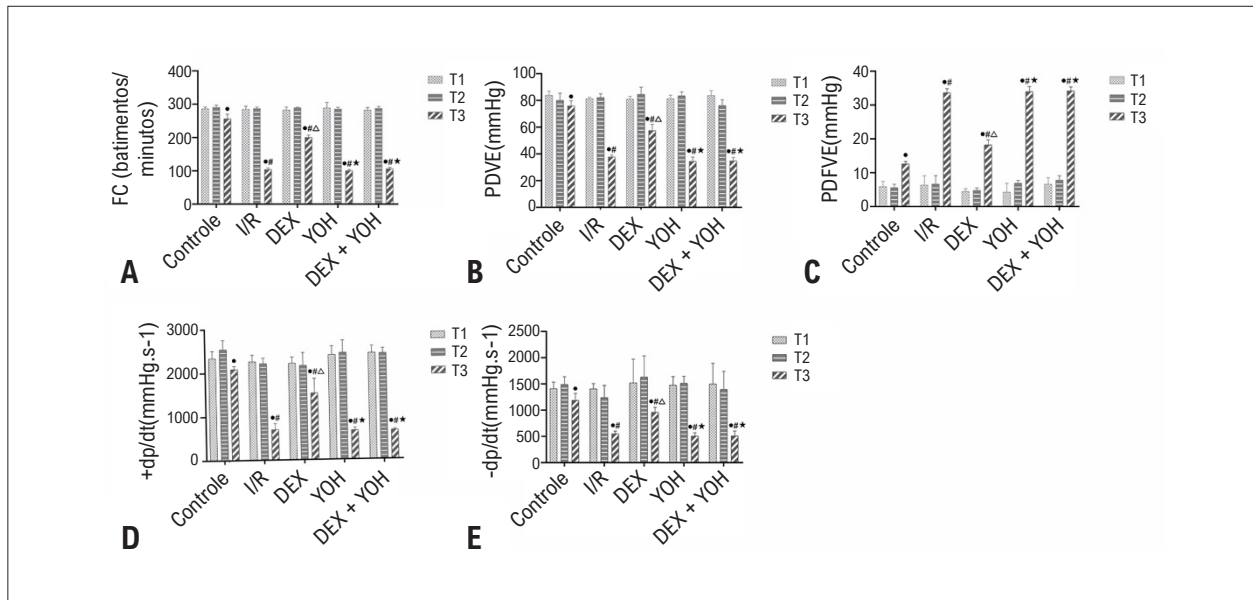 FC (batimentos/
minutos)
400
300
200
100
0
●
●#
●#△
●#★
●#★
Controle
I/R
DEX
YOH
DEX + YOH
T1
T2
T3
A
PDVE(mmHg)
100
80
60
40
20
0
●
●#
●#△
●#★
●#★
Controle
I/R
DEX
YOH
DEX + YOH
T1
T2
T3
B
PDFVE(mmHg)
40
30
20
10
0
●
●#
●#△
●#★
●#★
Controle
I/R
DEX
YOH
DEX + YOH
T1
T2
T3
C
+dp/dt(mmHg.s-1)
3000
2000
1000
0
●
●#
●#△
●#★
●#★
Controle
I/R
DEX
YOH
DEX + YOH
T1
T2
T3
D
-dp/dt(mmHg.s-1)
2500
2000
1500
1000
500
0
●
●#
●#△
●#★
●#★
Controle
I/R
DEX
YOH
DEX + YOH
T1
T2
T3
E